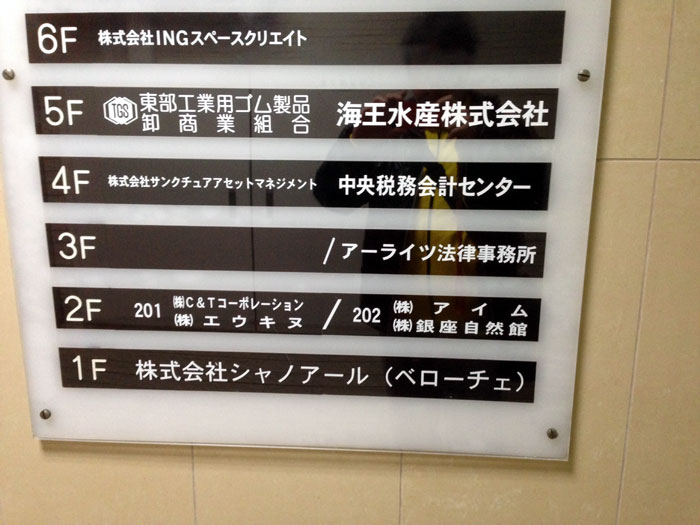 6F 株式会社INGスペースクリエイト
5F TGS 東部工業用ゴム製品 海王水産株式会社
卸商業組合
4F 株式会社サンクチュアアセットマネジメント 中央税務会計センター
3F /アーライツ法律事務所
2F 201 ㈱C&Tコーポレーション / 202 ㈱アイム
㈱エウキヌ ㈱銀座自然館
1F 株式会社シャノアール（ベローチェ）